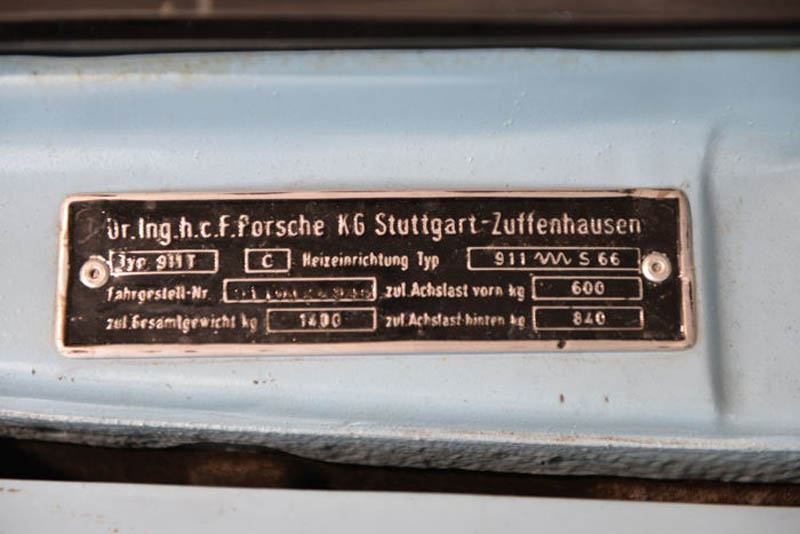 Dr.Ing.h.c.F.Porsche KG Stuttgart-Zuffenhausen
Typ 911T C Heizeinrichtung Typ 911 S 66
Fahrgestell-Nr. zul.Achslast vorn kg 600
zul.Gesamtgewicht kg 1400 zul.Achslast hinten kg 840